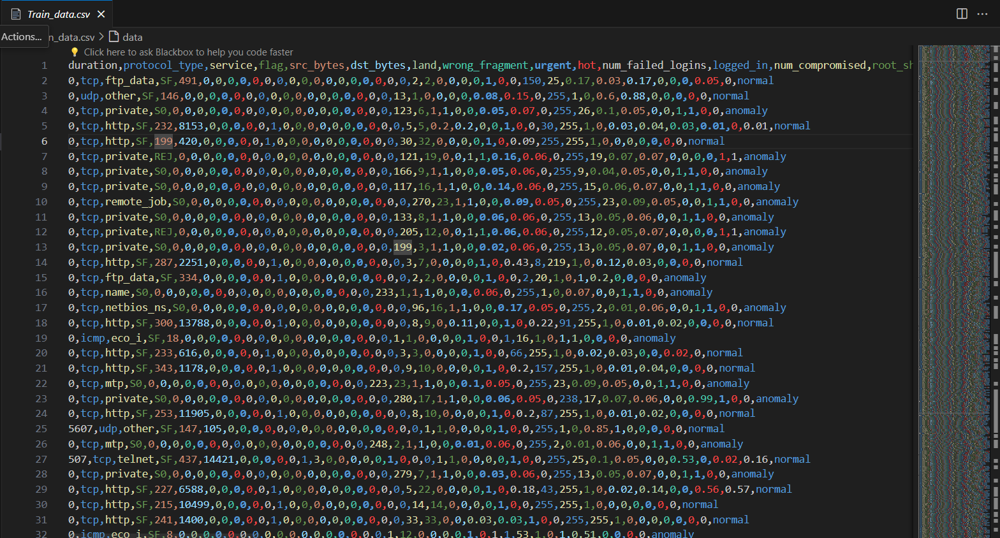 Train_data.csv
Actions...
n_data.csv > data
Click here to ask Blackbox to help you code faster
1 duration,protocol_type,service,flag,src_bytes,dst_bytes,land,wrong_fragment,urgent,hot,num_failed_logins,logged_in,num_compromised,root_sh
2 0,tcp,ftp_data,SF,491,0,0,0,0,0,0,0,0,0,0,0,0,0,0,0,0,0,2,2,0,0,0,0,1,0,0,150,25,0.17,0.03,0.17,0,0,0,0.05,0,normal
3 0,udp,other,SF,146,0,0,0,0,0,0,0,0,0,0,0,0,0,0,0,0,0,13,1,0,0,0,0,0.08,0.15,0,255,1,0,0.6,0.88,0,0,0,0,0,normal
4 0,tcp,private,S0,0,0,0,0,0,0,0,0,0,0,0,0,0,0,0,0,0,0,123,6,1,1,0,0,0.05,0.07,0,255,26,0.1,0.05,0,0,1,1,0,0,anomaly
5 0,tcp,http,SF,232,8153,0,0,0,0,0,1,0,0,0,0,0,0,0,0,0,0,5,5,0.2,0.2,0,0,1,0,0,30,255,1,0,0.03,0.04,0.03,0.01,0,0.01,normal
6 0,tcp,http,SF,199,420,0,0,0,0,0,1,0,0,0,0,0,0,0,0,0,0,30,32,0,0,0,0,1,0,0.09,255,255,1,0,0,0,0,0,0,0,normal
7 0,tcp,private,REJ,0,0,0,0,0,0,0,0,0,0,0,0,0,0,0,0,0,0,121,19,0,0,1,1,0.16,0.06,0,255,19,0.07,0.07,0,0,0,0,1,1,anomaly
8 0,tcp,private,S0,0,0,0,0,0,0,0,0,0,0,0,0,0,0,0,0,0,0,166,9,1,1,0,0,0.05,0.06,0,255,9,0.04,0.05,0,0,1,1,0,0,anomaly
9 0,tcp,private,S0,0,0,0,0,0,0,0,0,0,0,0,0,0,0,0,0,0,0,117,16,1,1,0,0,0.14,0.06,0,255,15,0.06,0.07,0,0,1,1,0,0,anomaly
10 0,tcp,remote_job,S0,0,0,0,0,0,0,0,0,0,0,0,0,0,0,0,0,0,0,270,23,1,1,0,0,0.09,0.05,0,255,23,0.09,0.05,0,0,1,1,0,0,anomaly
11 0,tcp,private,S0,0,0,0,0,0,0,0,0,0,0,0,0,0,0,0,0,0,0,133,8,1,1,0,0,0.06,0.06,0,255,13,0.05,0.06,0,0,1,1,0,0,anomaly
12 0,tcp,private,REJ,0,0,0,0,0,0,0,0,0,0,0,0,0,0,0,0,0,0,205,12,0,0,1,1,0.06,0.06,0,255,12,0.05,0.07,0,0,0,0,1,1,anomaly
13 0,tcp,private,S0,0,0,0,0,0,0,0,0,0,0,0,0,0,0,0,0,0,0,199,3,1,1,0,0,0.02,0.06,0,255,13,0.05,0.07,0,0,1,1,0,0,anomaly
14 0,tcp,http,SF,287,2251,0,0,0,0,0,1,0,0,0,0,0,0,0,0,0,0,3,7,0,0,0,0,1,0,0.43,8,219,1,0,0.12,0.03,0,0,0,0,normal
15 0,tcp,ftp_data,SF,334,0,0,0,0,0,0,1,0,0,0,0,0,0,0,0,0,0,2,2,0,0,0,0,1,0,0,2,20,1,0,1,0.2,0,0,0,0,anomaly
16 0,tcp,name,S0,0,0,0,0,0,0,0,0,0,0,0,0,0,0,0,0,0,0,233,1,1,1,0,0,0,0.06,0,255,1,0,0.07,0,0,1,1,0,0,anomaly
17 0,tcp,netbios_ns,S0,0,0,0,0,0,0,0,0,0,0,0,0,0,0,0,0,0,0,96,16,1,1,0,0,0.17,0.05,0,255,2,0.01,0.06,0,0,1,1,0,0,anomaly
18 0,tcp,http,SF,300,13788,0,0,0,0,0,1,0,0,0,0,0,0,0,0,0,0,8,9,0,0.11,0,0,1,0,0.22,91,255,1,0,0.01,0.02,0,0,0,0,normal
19 0,icmp,eco_i,SF,18,0,0,0,0,0,0,0,0,0,0,0,0,0,0,0,0,0,1,1,0,0,0,0,1,0,0,1,16,1,0,1,1,0,0,0,0,anomaly
20 0,tcp,http,SF,233,616,0,0,0,0,0,1,0,0,0,0,0,0,0,0,0,0,3,3,0,0,0,0,1,0,0,66,255,1,0,0.02,0.03,0,0,0.02,0,normal
21 0,tcp,http,SF,343,1178,0,0,0,0,0,1,0,0,0,0,0,0,0,0,0,0,9,10,0,0,0,0,1,0,0.2,157,255,1,0,0.01,0.04,0,0,0,0,normal
22 0,tcp,mtp,S0,0,0,0,0,0,0,0,0,0,0,0,0,0,0,0,0,0,0,223,23,1,1,0,0,0.1,0.05,0,255,23,0.09,0.05,0,0,1,1,0,0,anomaly
23 0,tcp,private,S0,0,0,0,0,0,0,0,0,0,0,0,0,0,0,0,0,0,0,280,17,1,1,0,0,0.06,0.05,0,238,17,0.07,0.06,0,0,0.99,1,0,0,anomaly
24 0,tcp,http,SF,253,11905,0,0,0,0,0,1,0,0,0,0,0,0,0,0,0,0,8,10,0,0,0,0,1,0,0.2,87,255,1,0,0.01,0.02,0,0,0,0,normal
25 5607,udp,other,SF,147,105,0,0,0,0,0,0,0,0,0,0,0,0,0,0,0,0,1,1,0,0,0,0,1,0,0,255,1,0,0.85,1,0,0,0,0,0,normal
26 0,tcp,mtp,S0,0,0,0,0,0,0,0,0,0,0,0,0,0,0,0,0,0,0,248,2,1,1,0,0,0.01,0.06,0,255,2,0.01,0.06,0,0,1,1,0,0,anomaly
27 507,tcp,telnet,SF,437,14421,0,0,0,0,0,1,3,0,0,0,0,1,0,0,0,0,1,1,0,0,0,0,1,0,0,255,25,0.1,0.05,0,0,0.53,0,0.02,0.16,normal
28 0,tcp,private,S0,0,0,0,0,0,0,0,0,0,0,0,0,0,0,0,0,0,0,279,7,1,1,0,0,0.03,0.06,0,255,13,0.05,0.07,0,0,1,1,0,0,anomaly
29 0,tcp,http,SF,227,6588,0,0,0,0,0,1,0,0,0,0,0,0,0,0,0,0,5,22,0,0,0,0,1,0,0.18,43,255,1,0,0.02,0.14,0,0,0.56,0.57,normal
30 0,tcp,http,SF,215,10499,0,0,0,0,0,1,0,0,0,0,0,0,0,0,0,0,14,14,0,0,0,0,1,0,0,255,255,1,0,0,0,0,0,0,0,normal
31 0,tcp,http,SF,241,1400,0,0,0,0,0,1,0,0,0,0,0,0,0,0,0,0,33,33,0,0,0.03,0.03,1,0,0,255,255,1,0,0,0,0,0,0,0,normal
32 0,icmp,eco_i,SF,8,0,0,0,0,0,0,0,0,0,0,0,0,0,0,0,0,0,1,12,0,0,0,0,1,0,1,1,53,1,0,1,0.51,0,0,0,0,anomaly